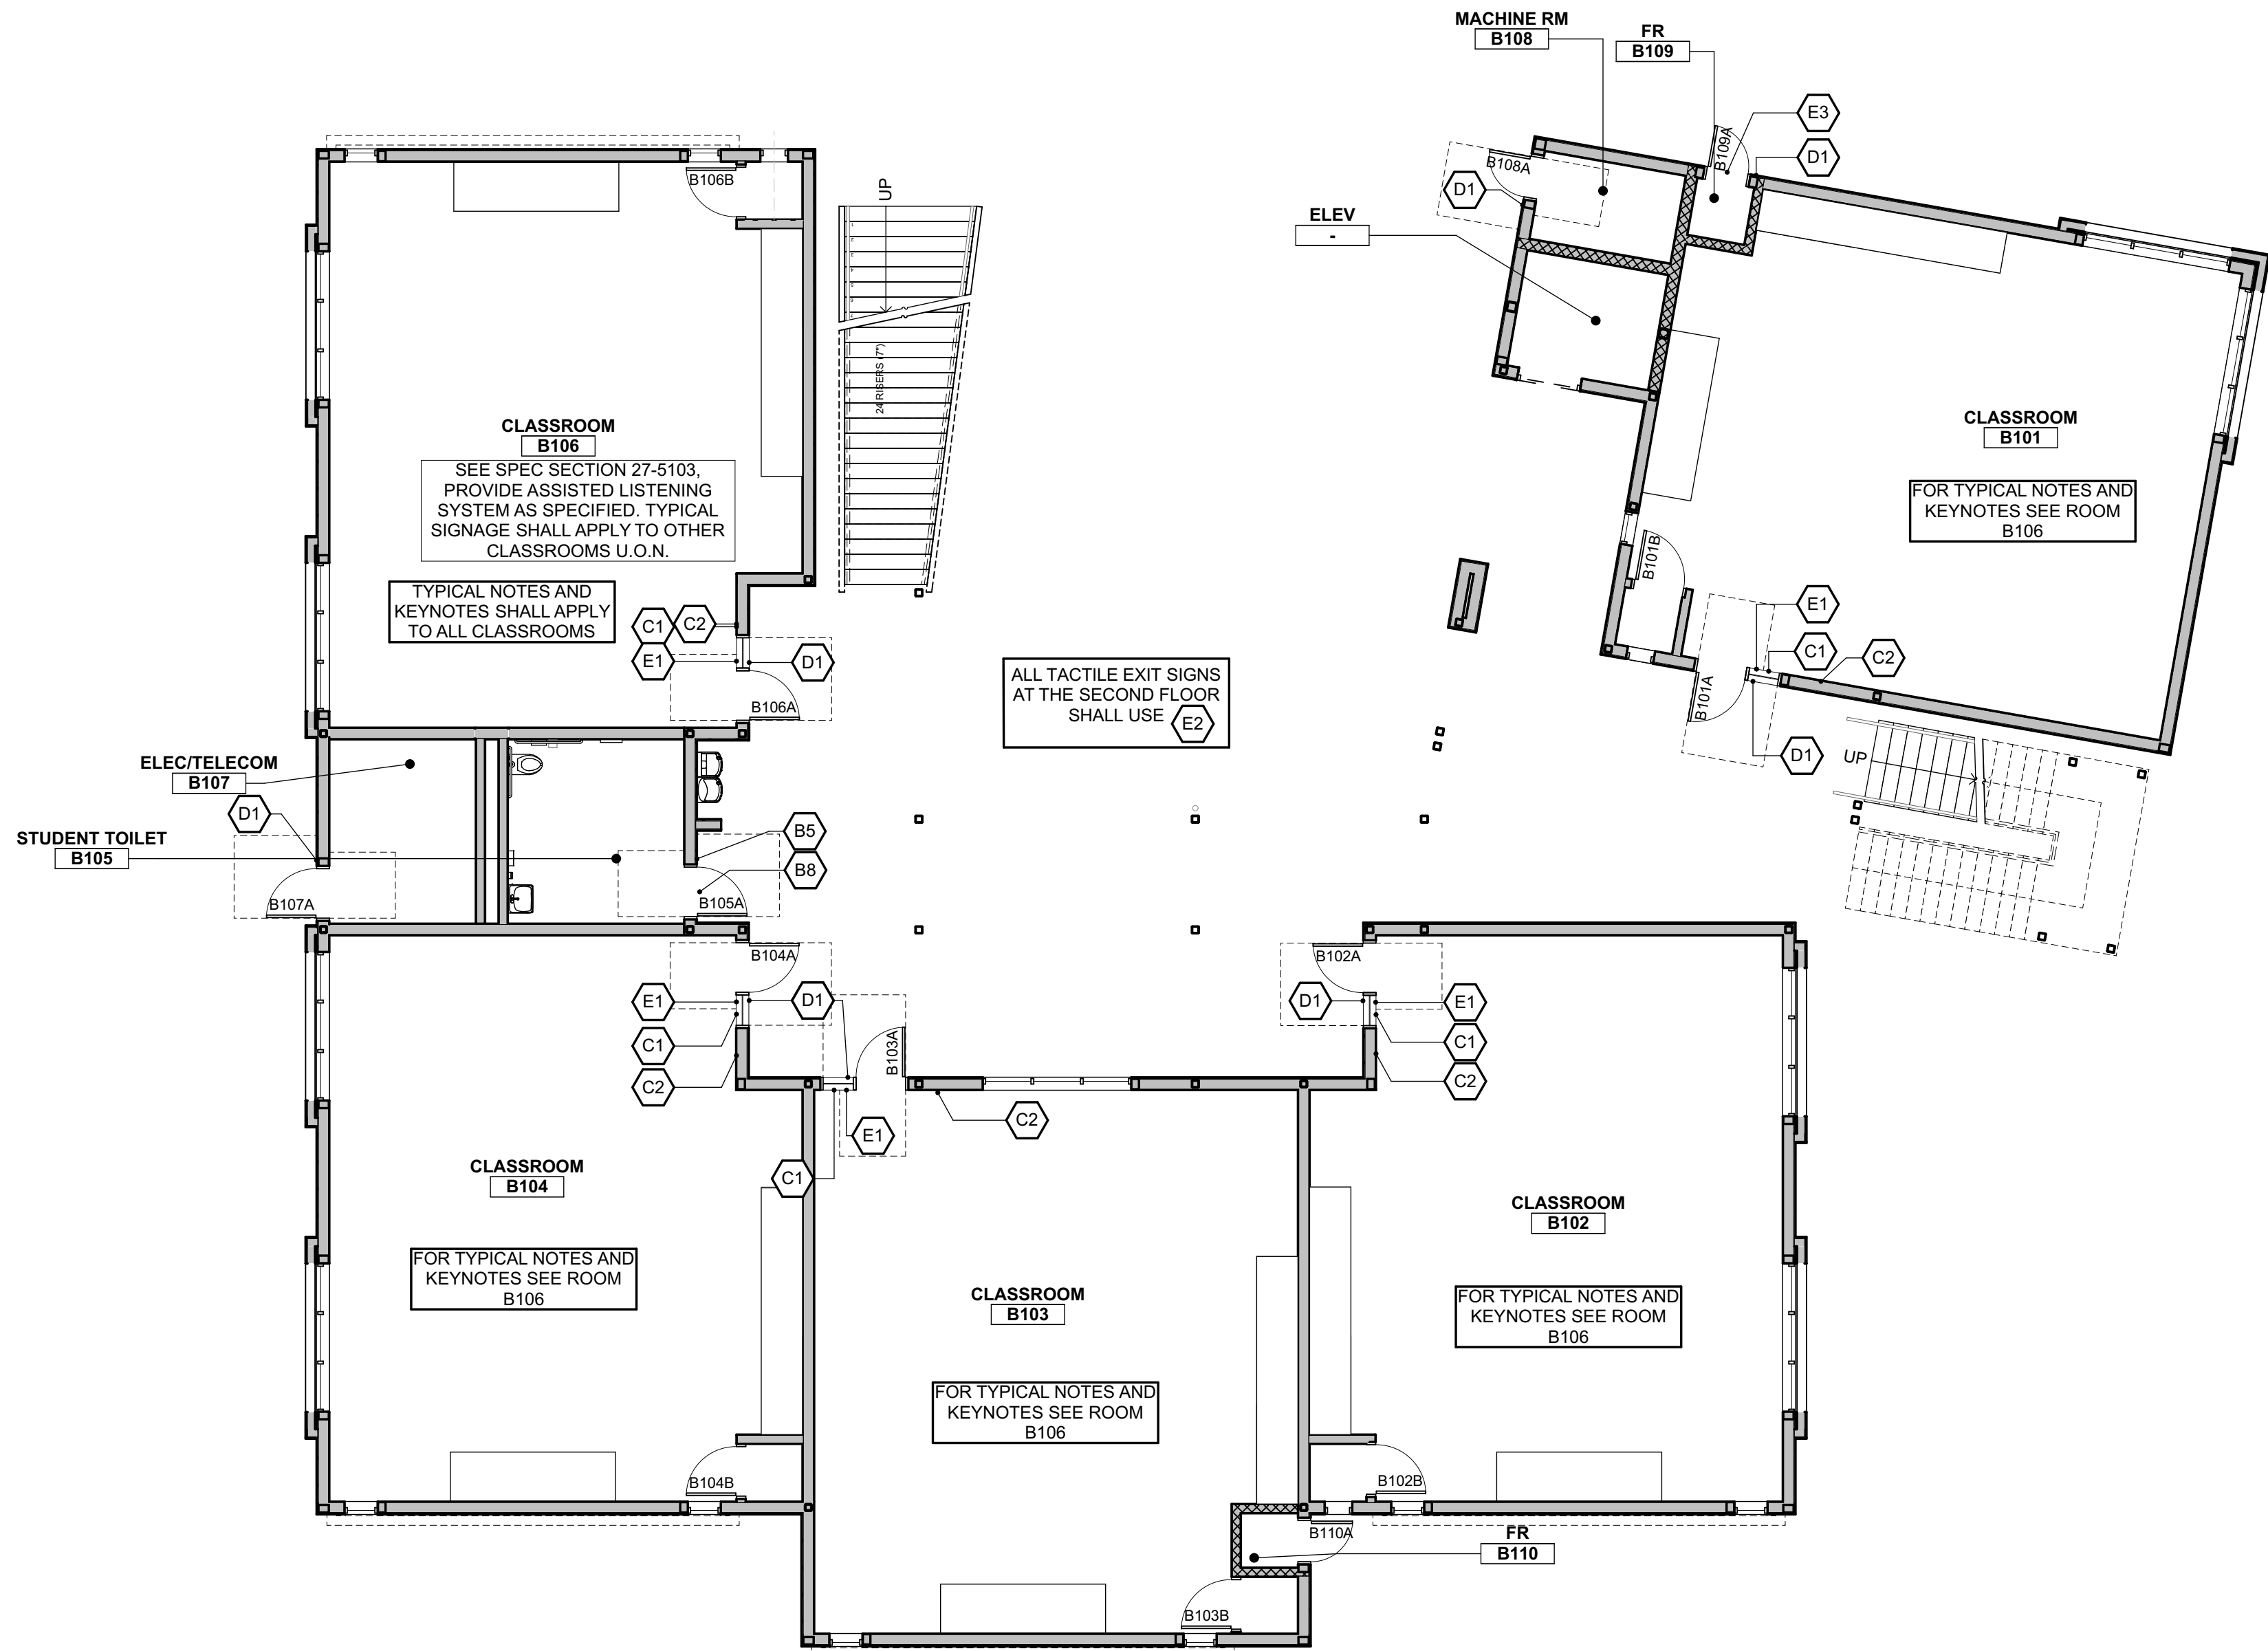 MACHINE RM
B108
FR
B109
E3
D1
B109A
B108A
D1
ELEV
-
B106B
UP
24 RISERS (7")
CLASSROOM
B106
SEE SPEC SECTION 27-5103,
PROVIDE ASSISTED LISTENING
SYSTEM AS SPECIFIED. TYPICAL
SIGNAGE SHALL APPLY TO OTHER
CLASSROOMS U.O.N.
TYPICAL NOTES AND
KEYNOTES SHALL APPLY
TO ALL CLASSROOMS
C1
C2
E1
D1
B106A
CLASSROOM
B101
FOR TYPICAL NOTES AND
KEYNOTES SEE ROOM
B106
B101B
E1
C1
C2
B101A
D1
UP
ALL TACTILE EXIT SIGNS
AT THE SECOND FLOOR
SHALL USE
E2
ELEC/TELECOM
B107
D1
STUDENT TOILET
B105
B5
B8
B107A
B105A
B104A
E1
D1
C1
C2
B103A
E1
C1
C2
B102A
D1
E1
C1
C2
CLASSROOM
B104
FOR TYPICAL NOTES AND
KEYNOTES SEE ROOM
B106
B104B
CLASSROOM
B103
FOR TYPICAL NOTES AND
KEYNOTES SEE ROOM
B106
B103B
CLASSROOM
B102
FOR TYPICAL NOTES AND
KEYNOTES SEE ROOM
B106
B102B
B110A
FR
B110